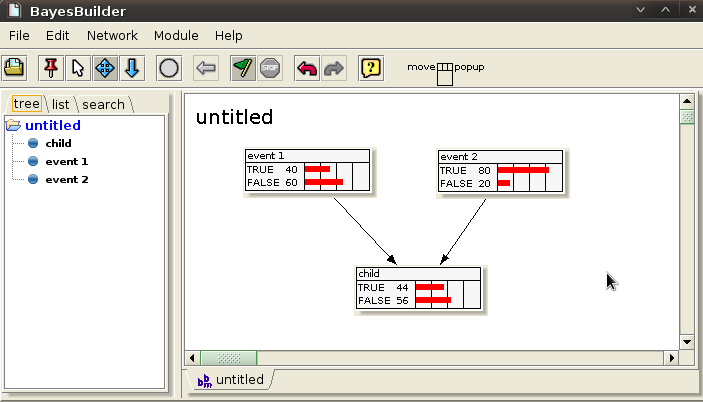 BayesBuilder
File Edit Network Module Help
STOP
?
move popup
tree list search
untitled
child
event 1
event 2
untitled
event 1
TRUE 40
FALSE 60
event 2
TRUE 80
FALSE 20
child
TRUE 44
FALSE 56
untitled